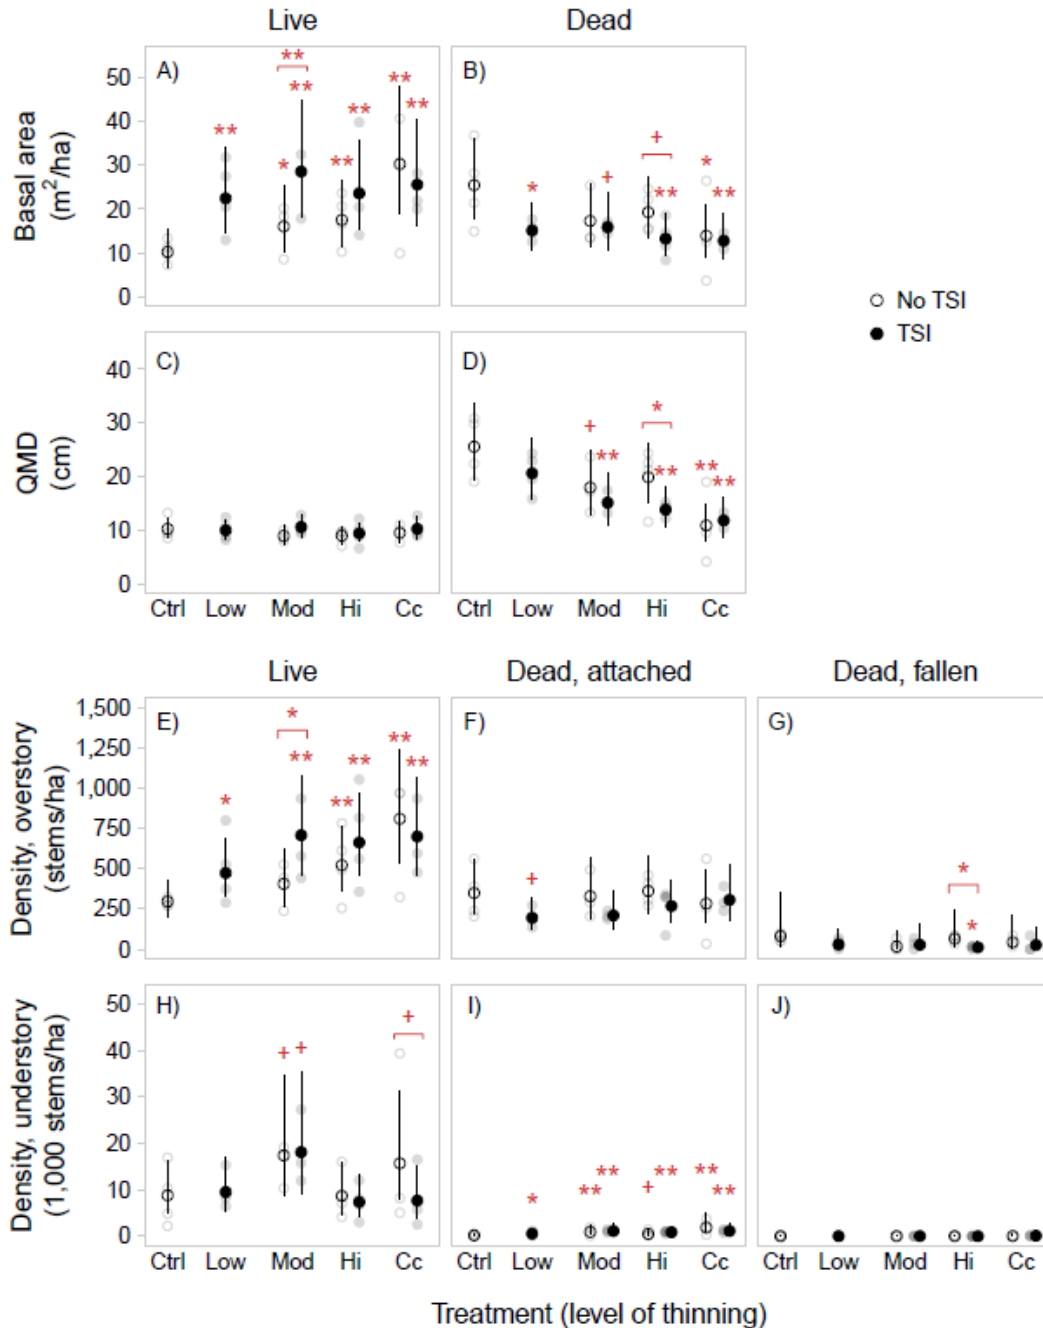 Live Dead
Basal area
(m²/ha)
50
40
30
20
10
0
A)
**
**
**
*
**
**
**
**
B)
*
+
+
**
*
**
No TSI
TSI
QMD
(cm)
40
30
20
10
0
C)
D)
+
**
*
**
**
**
Ctrl Low Mod Hi Cc Ctrl Low Mod Hi Cc
Live Dead, attached Dead, fallen
Density, overstory
(stems/ha)
1,500
1,250
1,000
750
500
250
0
E)
*
*
**
**
**
**
**
F)
+
G)
*
*
Density, understory
(1,000 stems/ha)
50
40
30
20
10
0
H)
+
+
+
I)
*
**
**
+
**
**
**
J)
Ctrl Low Mod Hi Cc Ctrl Low Mod Hi Cc Ctrl Low Mod Hi Cc
Treatment (level of thinning)